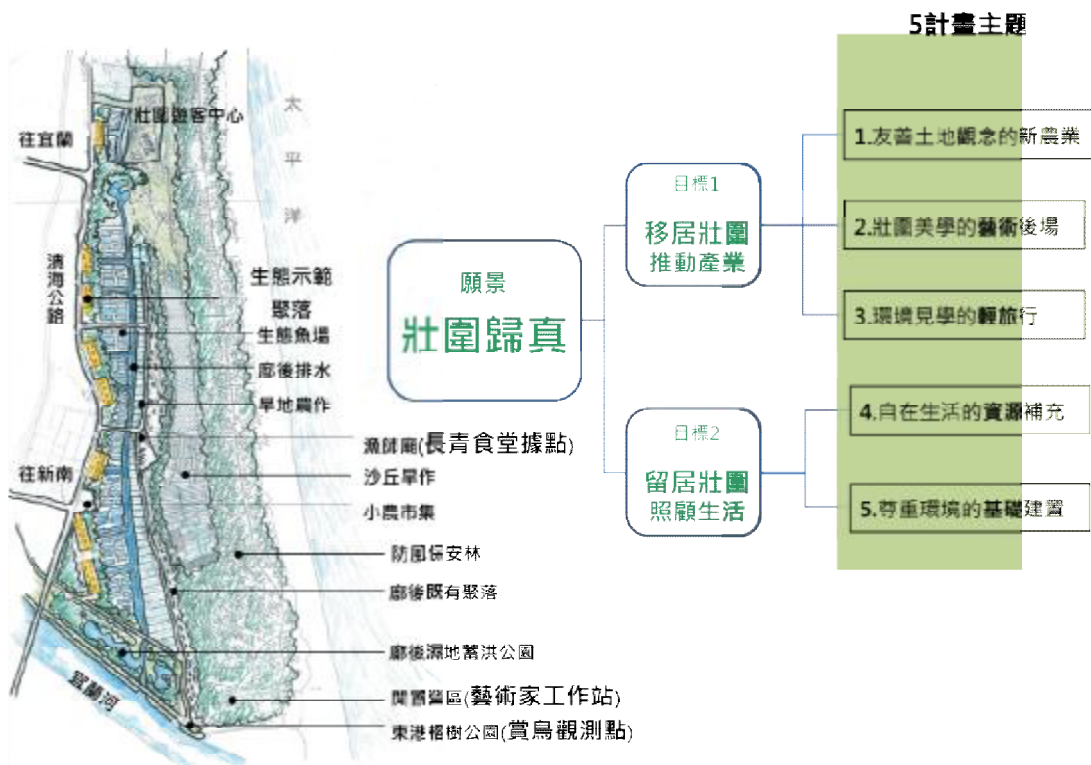 5計畫主題
壯圍遊客中心
太平洋
往宜蘭
濱海公路
生態示範
聚落
生態魚場
廍後排水
旱地農作
漁師廟(長青食堂據點)
往新南
沙丘旱作
小農市集
防風保安林
廍後既有聚落
廍後濕地蓄洪公園
宜蘭河
閒置營區(藝術家工作站)
東港榕樹公園(賞鳥觀測點)
願景
壯圍歸真
目標1
移居壯圍
推動產業
目標2
留居壯圍
照顧生活
1.友善土地觀念的新農業
2.壯圍美學的藝術後場
3.環境見學的輕旅行
4.自在生活的資源補充
5.尊重環境的基礎建置